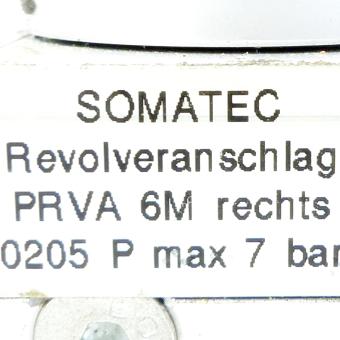 SOMATEC
Revolveranschlag
PRVA 6M rechts
0205 P max 7 bar